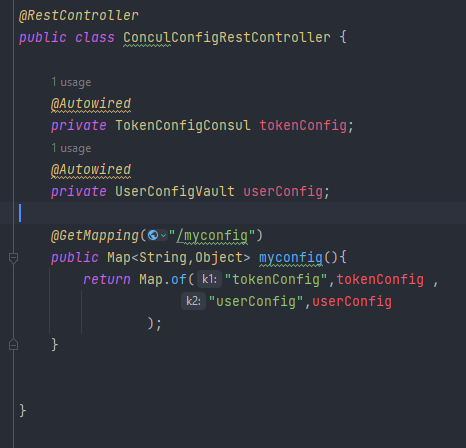 @RestController
public class ConculConfigRestController {
1 usage
@Autowired
private TokenConfigConsul tokenConfig;
1 usage
@Autowired
private UserConfigVault userConfig;
@GetMapping("/myconfig")
public Map<String,Object> myconfig(){
return Map.of( k1: "tokenConfig",tokenConfig ,
k2: "userConfig",userConfig
);
}
}